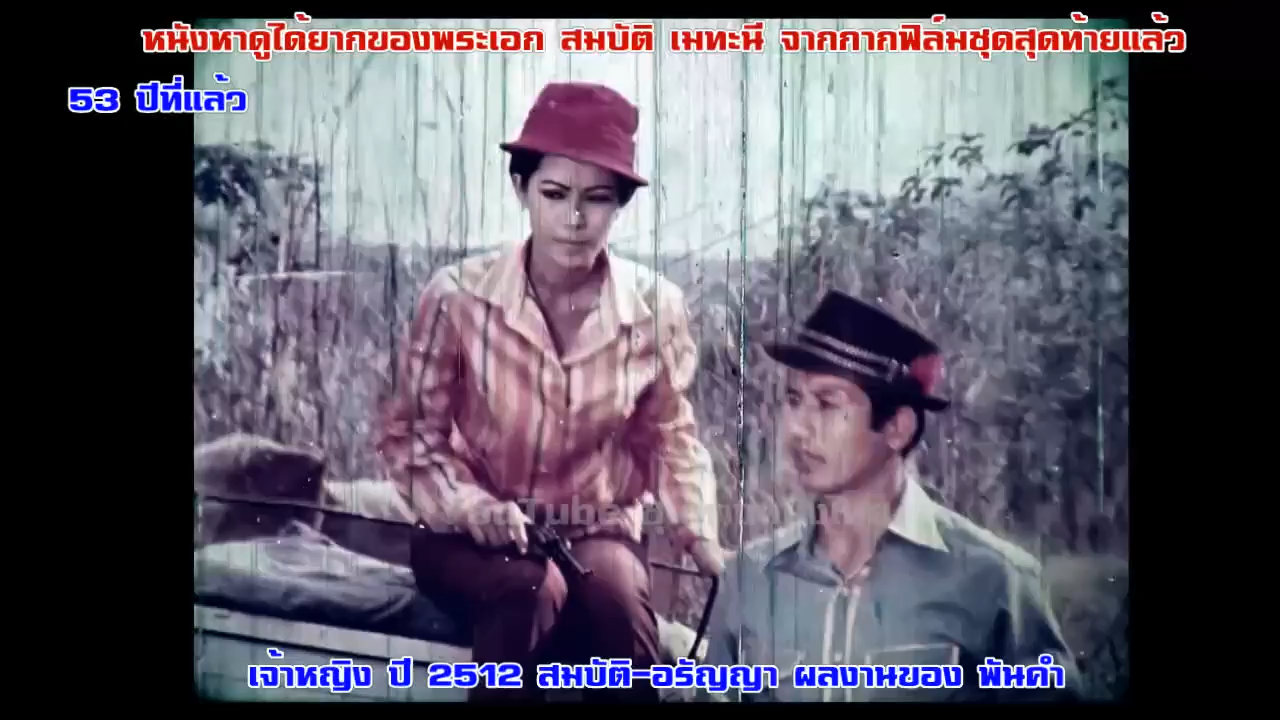 หนังหาดูได้ยากของพระเอก สมบัติ เมทะนี จากกากฟิล์มชุดสุดท้ายแล้ว
53 ปีที่แล้ว
YouTube
เจ้าหญิง ปี 2512 สมบัติ-อรัญญา ผลงานของ พันคำ